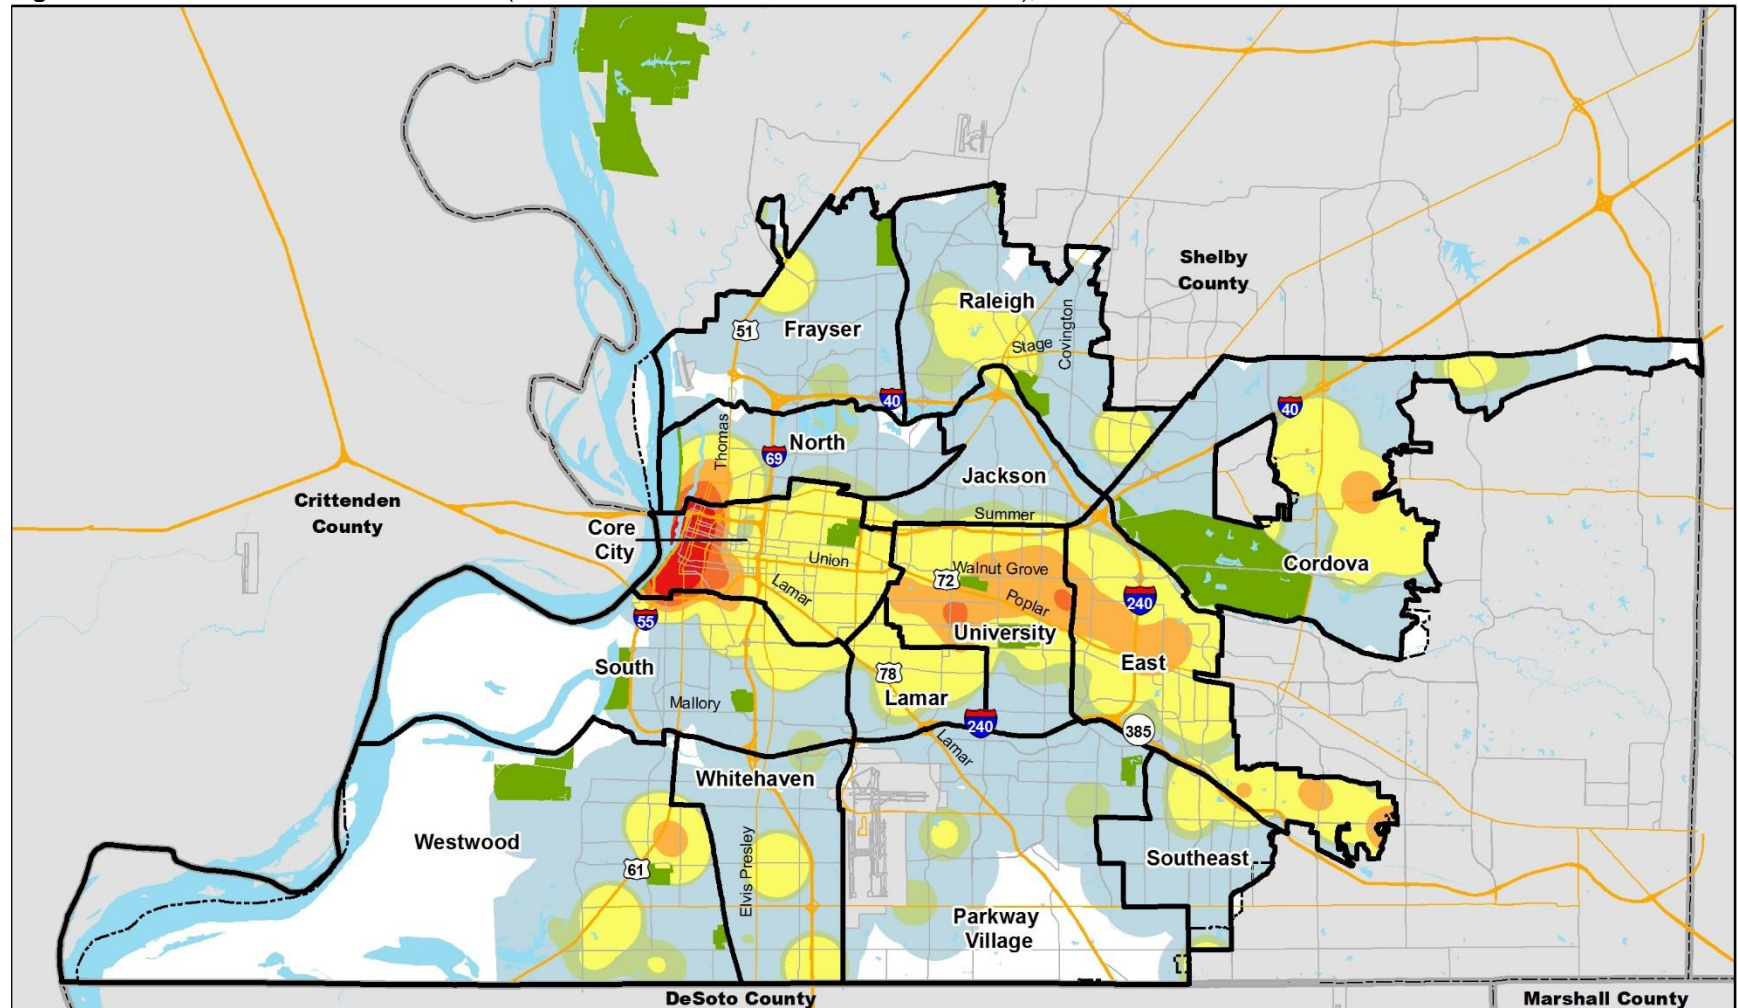 Shelby
County
Raleigh
51
Frayser
Stage
Covington
40
40
Thomas
North
69
Jackson
Crittenden
County
Summer
Core
City
Union
Walnut Grove
72
Cordova
Lamar
Poplar
240
55
University
South
East
78
Mallory
Lamar
240
385
Lamar
Whitehaven
Westwood
Elvis Presley
61
Southeast
Parkway
Village
DeSoto County
Marshall County